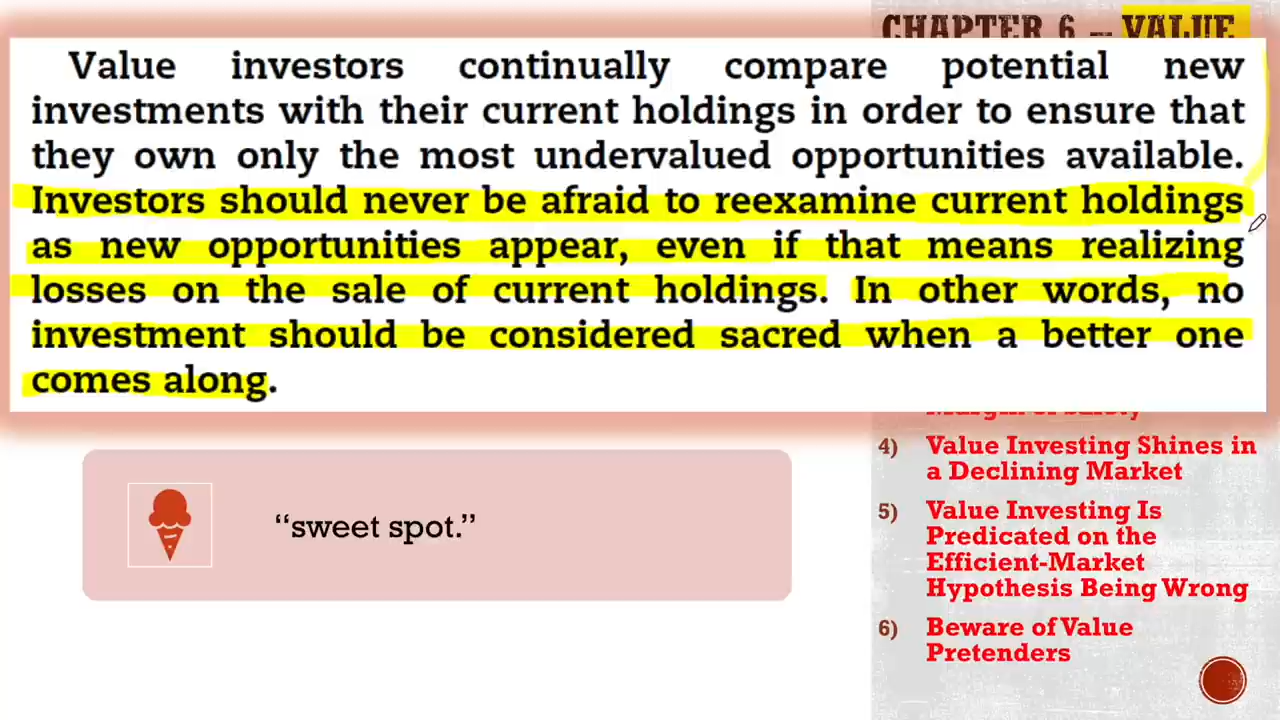 CHAPTER 6 – VALUE
Value investors continually compare potential new
investments with their current holdings in order to ensure that
they own only the most undervalued opportunities available.
Investors should never be afraid to reexamine current holdings
as new opportunities appear, even if that means realizing
losses on the sale of current holdings. In other words, no
investment should be considered sacred when a better one
comes along.
“sweet spot.”
Margin of Safety
4) Value Investing Shines in
a Declining Market
5) Value Investing Is
Predicated on the
Efficient-Market
Hypothesis Being Wrong
6) Beware of Value
Pretenders